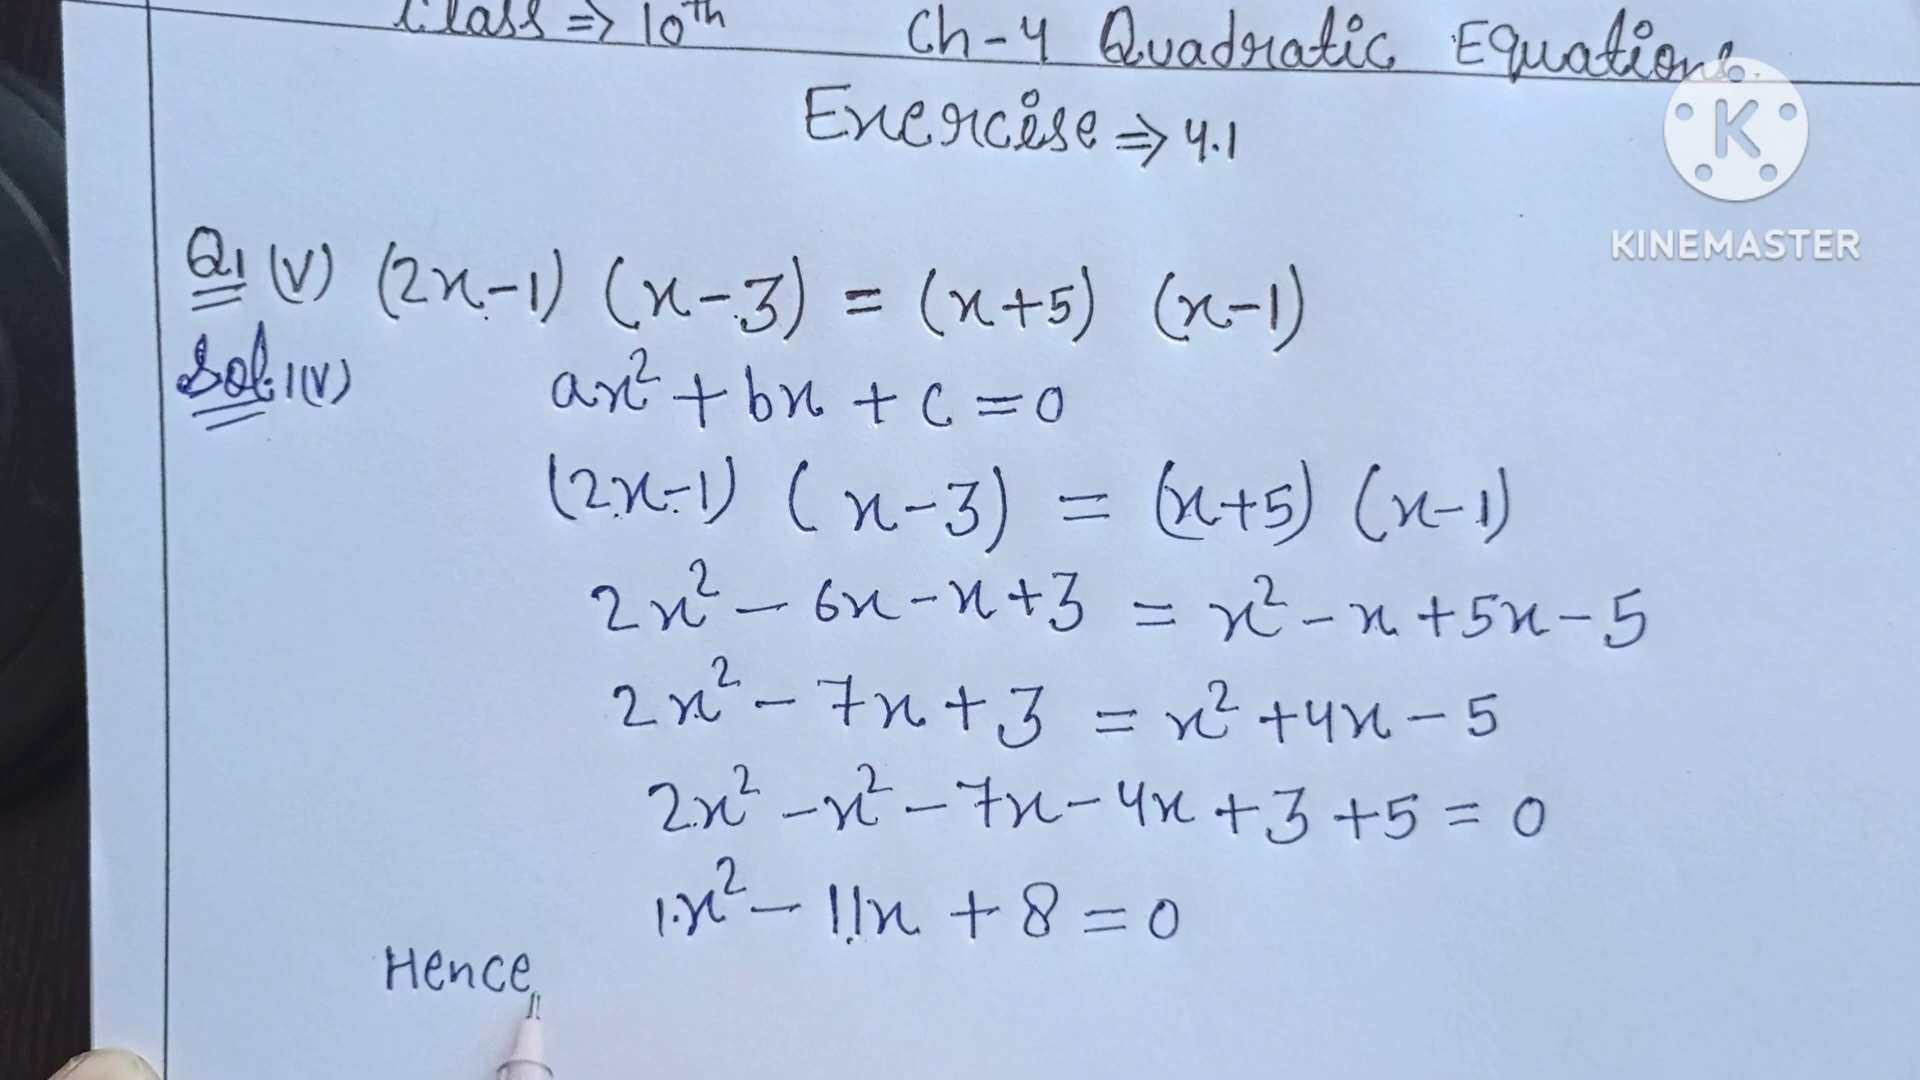 Class => 10th Ch-4 Quadratic Equations
Exercise => 4.1
K
KINEMASTER
Q1 (V) (2x-1) (x-3) = (x+5) (x-1)
Sol. 1(V) ax² + bx + c = 0
(2x-1) (x-3) = (x+5) (x-1)
2x² - 6x - x + 3 = x² - x + 5x - 5
2x² - 7x + 3 = x² + 4x - 5
2x² - x² - 7x - 4x + 3 + 5 = 0
1x² - 11x + 8 = 0
Hence